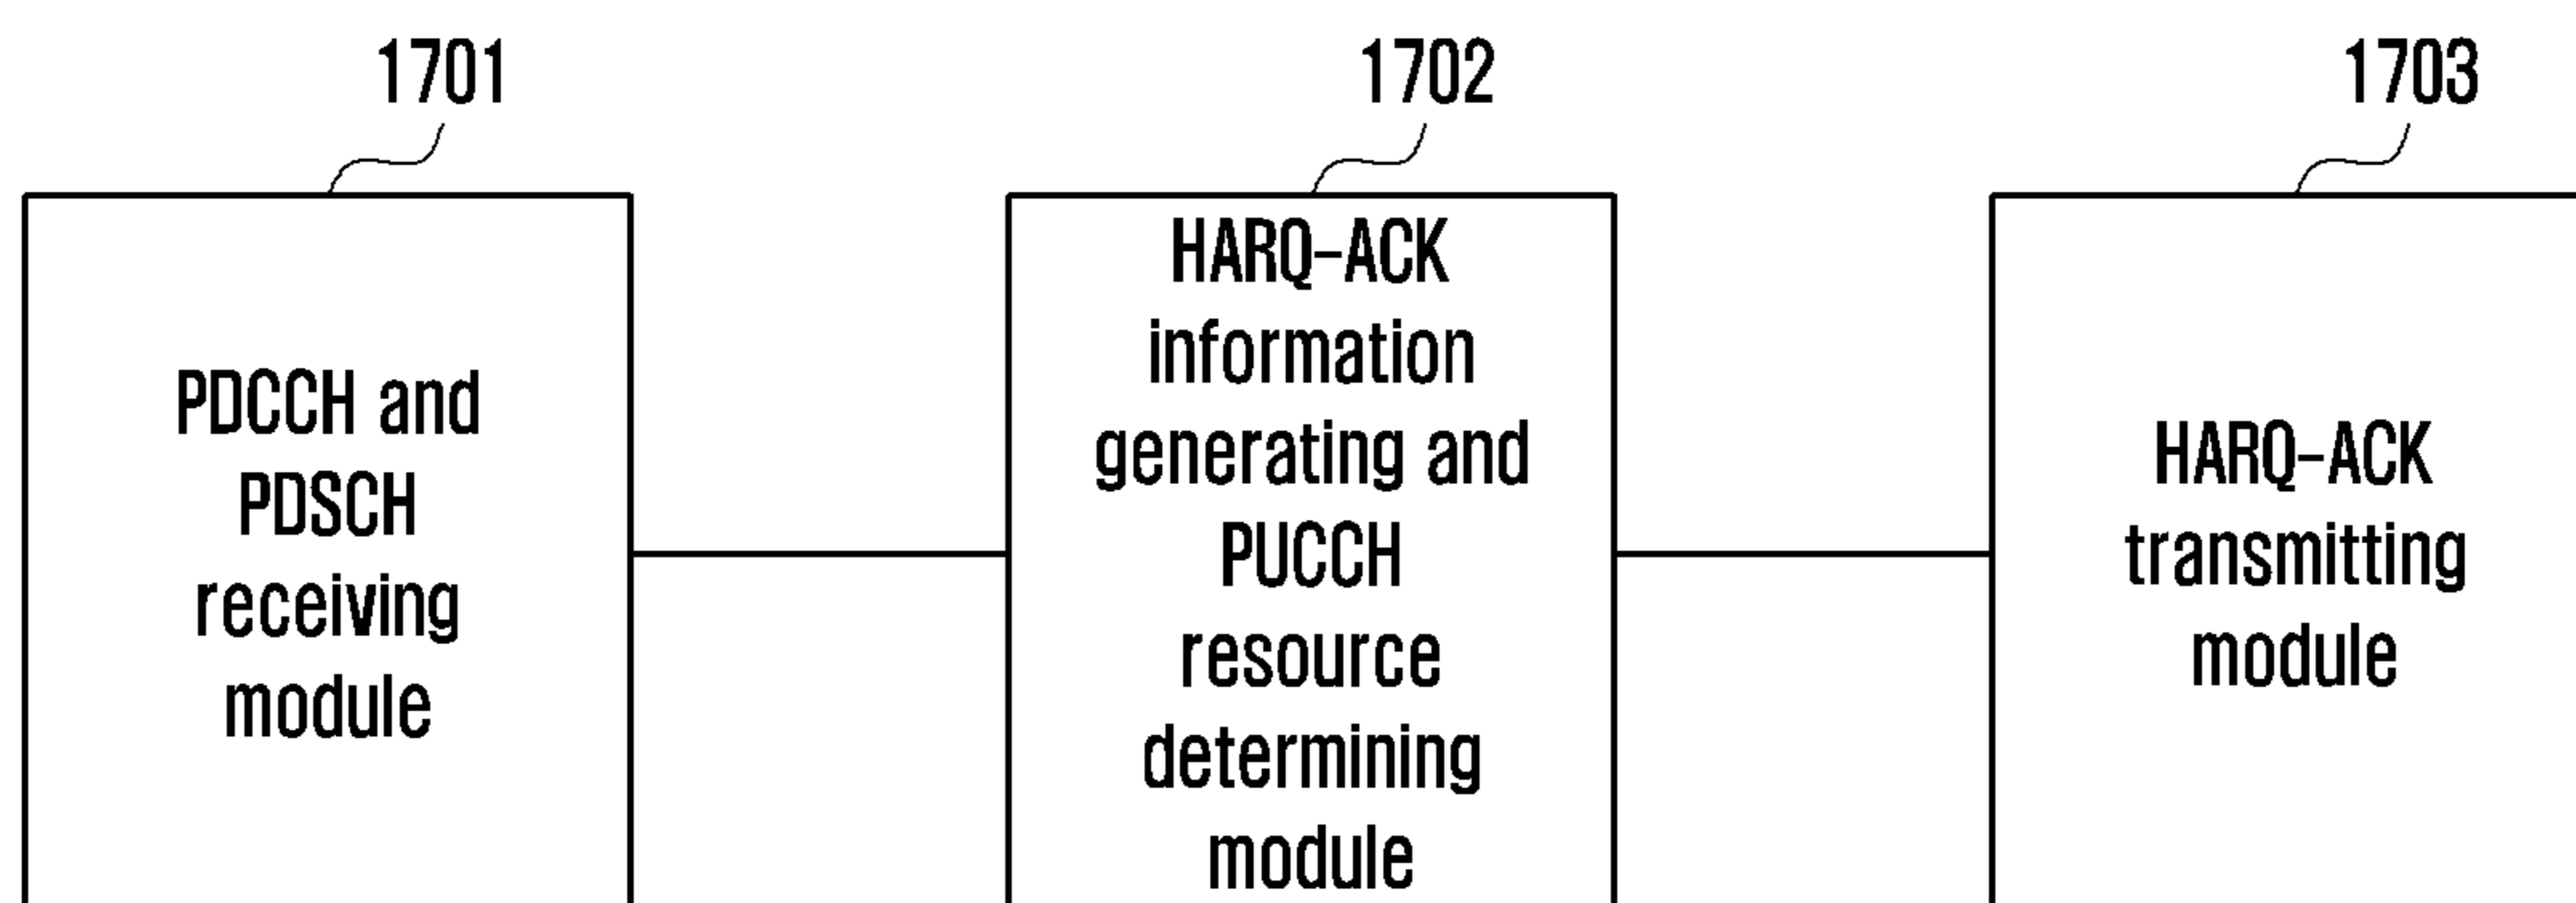 1701
1702
1703
PDCCH and
PDSCH
receiving
module
HARQ-ACK
information
generating and
PUCCH
resource
determining
module
HARQ-ACK
transmitting
module